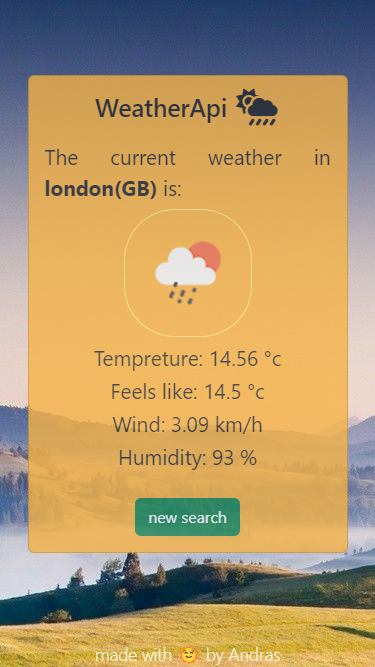 WeatherApi
The current weather in
london(GB) is:
Tempreture: 14.56 °c
Feels like: 14.5 °c
Wind: 3.09 km/h
Humidity: 93 %
new search
made with 😊 by Andras